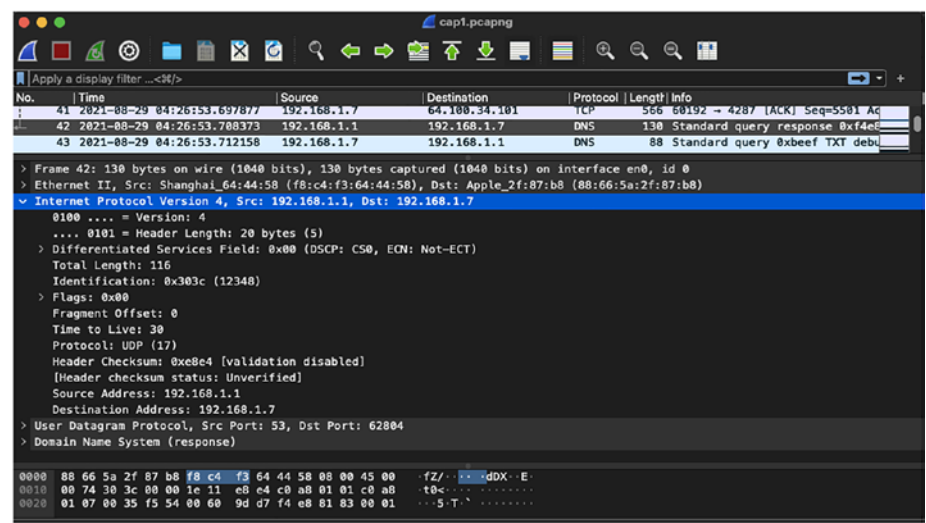 cap1.pcapng
Apply a display filter ...<⌘/>
No. Time Source Destination Protocol Length Info
41 2021-08-29 04:26:53.697877 192.168.1.7 64.100.34.101 TCP 566 60192 → 4287 [ACK] Seq=5501 Ac
42 2021-08-29 04:26:53.708373 192.168.1.1 192.168.1.7 DNS 130 Standard query response 0xf4e8
43 2021-08-29 04:26:53.712158 192.168.1.7 192.168.1.1 DNS 88 Standard query 0xbeef TXT debu
> Frame 42: 130 bytes on wire (1040 bits), 130 bytes captured (1040 bits) on interface en0, id 0
> Ethernet II, Src: Shanghai_64:44:58 (f8:c4:f3:64:44:58), Dst: Apple_2f:87:b8 (88:66:5a:2f:87:b8)
Internet Protocol Version 4, Src: 192.168.1.1, Dst: 192.168.1.7
0100 .... = Version: 4
.... 0101 = Header Length: 20 bytes (5)
> Differentiated Services Field: 0x00 (DSCP: CS0, ECN: Not-ECT)
Total Length: 116
Identification: 0x303c (12348)
> Flags: 0x00
Fragment Offset: 0
Time to Live: 30
Protocol: UDP (17)
Header Checksum: 0xe8e4 [validation disabled]
[Header checksum status: Unverified]
Source Address: 192.168.1.1
Destination Address: 192.168.1.7
> User Datagram Protocol, Src Port: 53, Dst Port: 62804
> Domain Name System (response)
0000 88 66 5a 2f 87 b8 f8 c4 f3 64 44 58 08 00 45 00 ·fZ/·· ·· ·dDX··E·
0010 00 74 30 3c 00 00 1e 11 e8 e4 c0 a8 01 01 c0 a8 ·t0<···· ········
0020 01 07 00 35 f5 54 00 60 9d d7 f4 e8 81 83 00 01 ···5·T·` ········